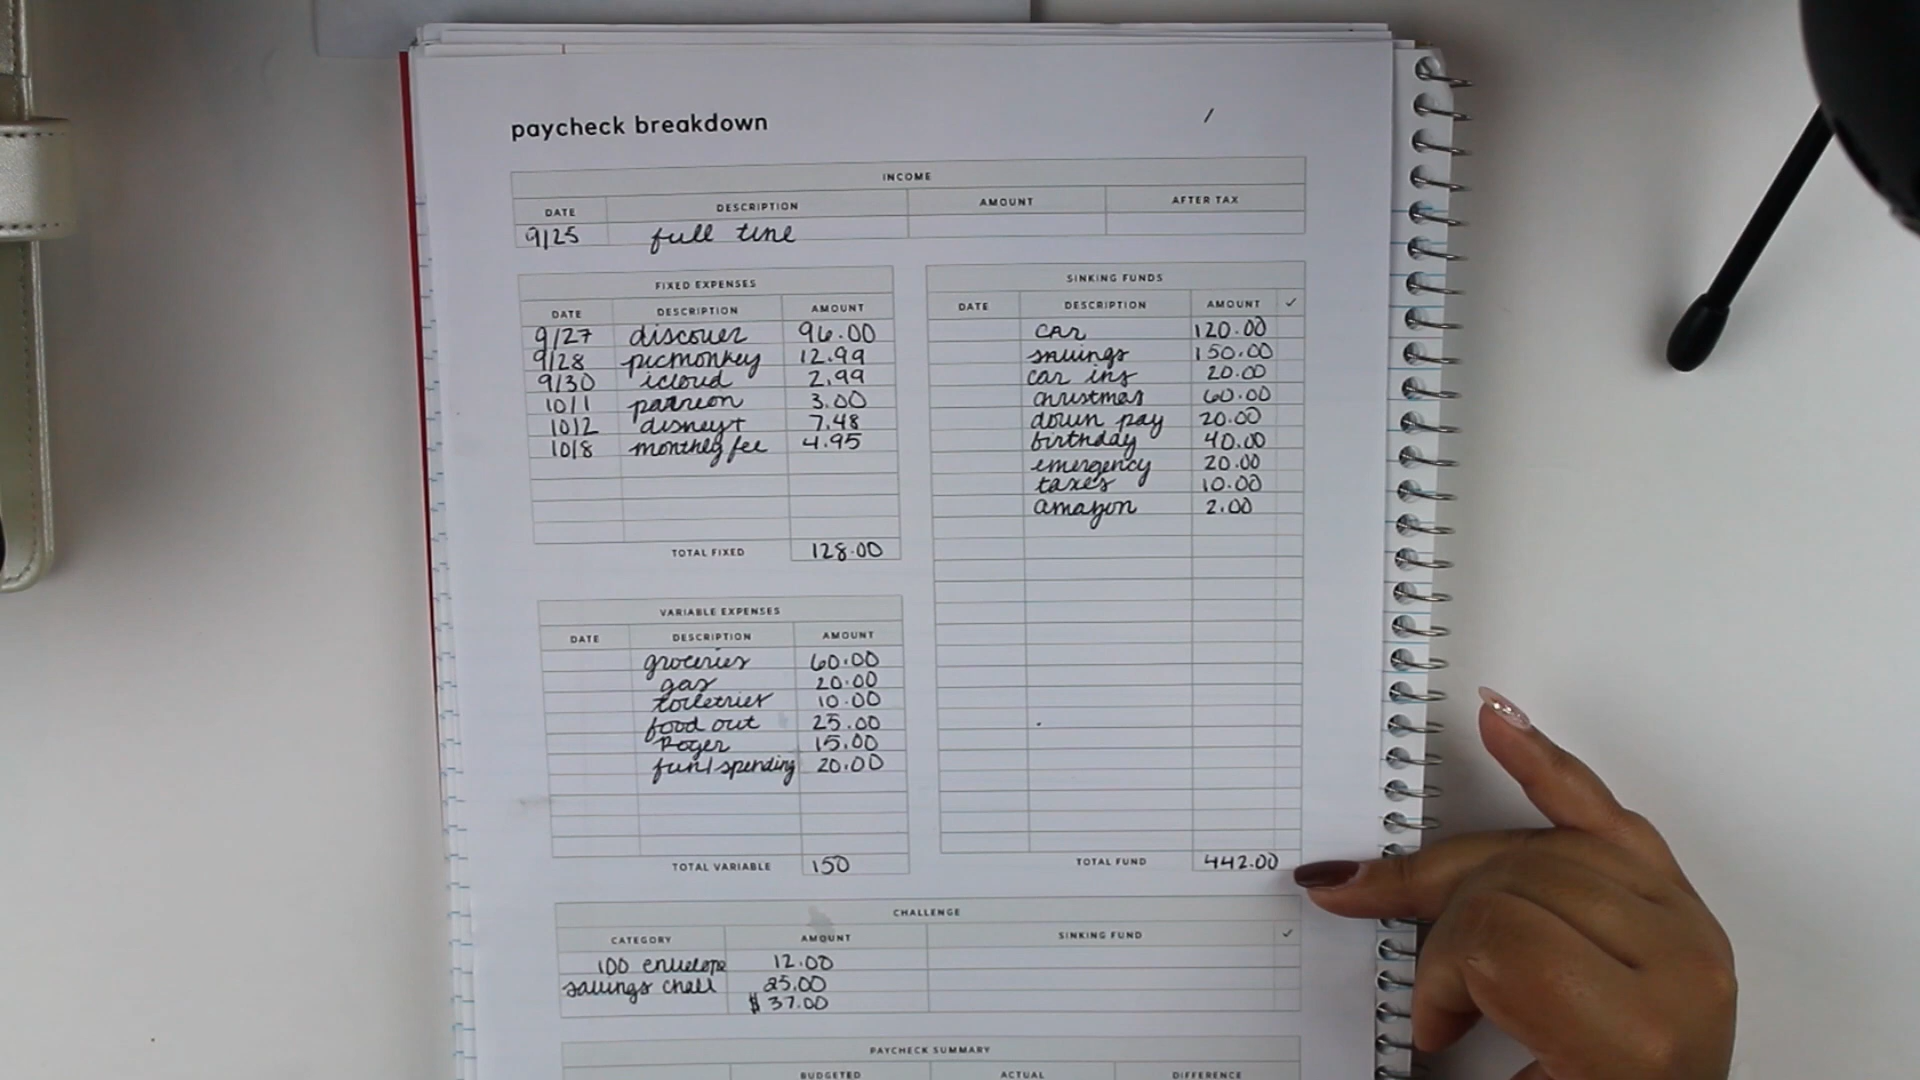 paycheck breakdown
INCOME
DATE DESCRIPTION AMOUNT AFTER TAX
9/25 full time
FIXED EXPENSES
DATE DESCRIPTION AMOUNT
9/27 discover 96.00
9/28 picmonkey 12.99
9/30 icloud 2.99
10/1 patreon 3.00
10/2 disney+ 7.48
10/8 monthly fee 4.95
TOTAL FIXED 128.00
VARIABLE EXPENSES
DATE DESCRIPTION AMOUNT
groceries 60.00
gas 20.00
toiletries 10.00
food out 25.00
Roger 15.00
fun/spending 20.00
TOTAL VARIABLE 150
SINKING FUNDS
DATE DESCRIPTION AMOUNT ✓
car 120.00
savings 150.00
car ins 20.00
christmas 60.00
down pay 20.00
birthday 40.00
emergency 20.00
taxes 10.00
amazon 2.00
TOTAL FUND 442.00
CHALLENGE
CATEGORY AMOUNT SINKING FUND ✓
100 envelope 12.00
savings chall 25.00
$37.00
PAYCHECK SUMMARY
BUDGETED ACTUAL DIFFERENCE